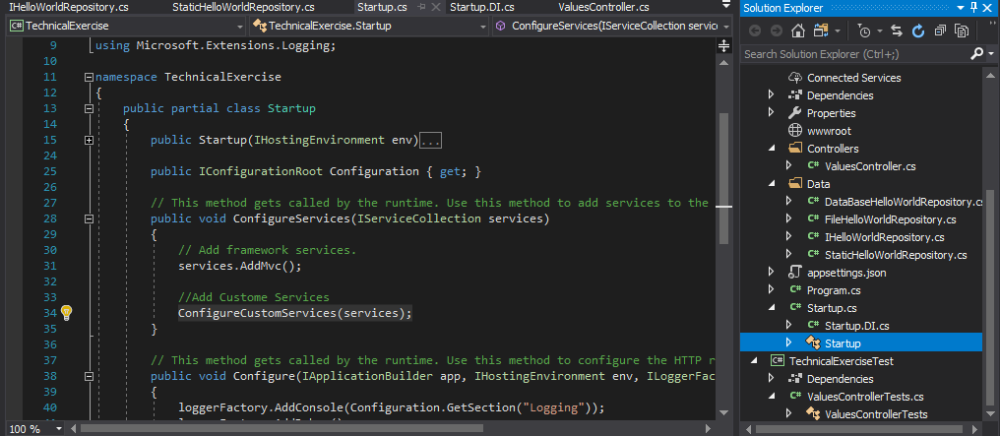 IHelloWorldRepository.cs StaticHelloWorldRepository.cs Startup.cs Startup.DI.cs ValuesController.cs
TechnicalExercise TechnicalExercise.Startup ConfigureServices(IServiceCollection servic
9 using Microsoft.Extensions.Logging;
10
11 namespace TechnicalExercise
12 {
13 public partial class Startup
14 {
15 public Startup(IHostingEnvironment env)...
24
25 public IConfigurationRoot Configuration { get; }
26
27 // This method gets called by the runtime. Use this method to add services to the
28 public void ConfigureServices(IServiceCollection services)
29 {
30 // Add framework services.
31 services.AddMvc();
32
33 //Add Custome Services
34 ConfigureCustomServices(services);
35 }
36
37 // This method gets called by the runtime. Use this method to configure the HTTP r
38 public void Configure(IApplicationBuilder app, IHostingEnvironment env, ILoggerFac
39 {
40 loggerFactory.AddConsole(Configuration.GetSection("Logging"));
100 %
Solution Explorer
Search Solution Explorer (Ctrl+;)
Connected Services
Dependencies
Properties
wwwroot
Controllers
C# ValuesController.cs
Data
C# DataBaseHelloWorldRepository.cs
C# FileHelloWorldRepository.cs
C# IHelloWorldRepository.cs
C# StaticHelloWorldRepository.cs
appsettings.json
C# Program.cs
C# Startup.cs
C# Startup.DI.cs
Startup
C# TechnicalExerciseTest
Dependencies
C# ValuesControllerTests.cs
ValuesControllerTests